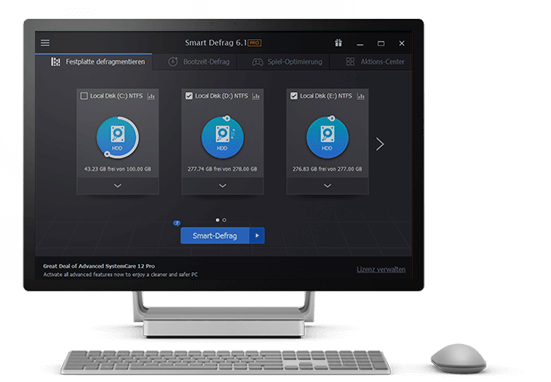 Smart Defrag 6.1 PRO
Festplatte defragmentieren
Bootzeit-Defrag
Spiel-Optimierung
Aktions-Center
Local Disk (C:) NTFS
HDD
43.23 GB frei von 100.00 GB
Local Disk (D:) NTFS
HDD
277.74 GB frei von 278.00 GB
Local Disk (E:) NTFS
HDD
276.83 GB frei von 277.00 GB
Smart-Defrag
Great Deal of Advanced SystemCare 12 Pro
Activate all advanced features now to enjoy a cleaner and safer PC
Lizenz verwalten